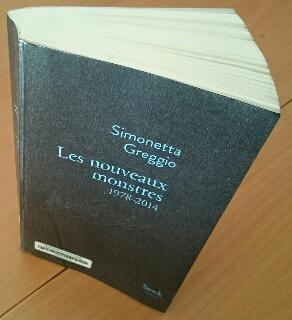 Simonetta
Greggio
Les nouveaux
monstres
1978-2014
Stock